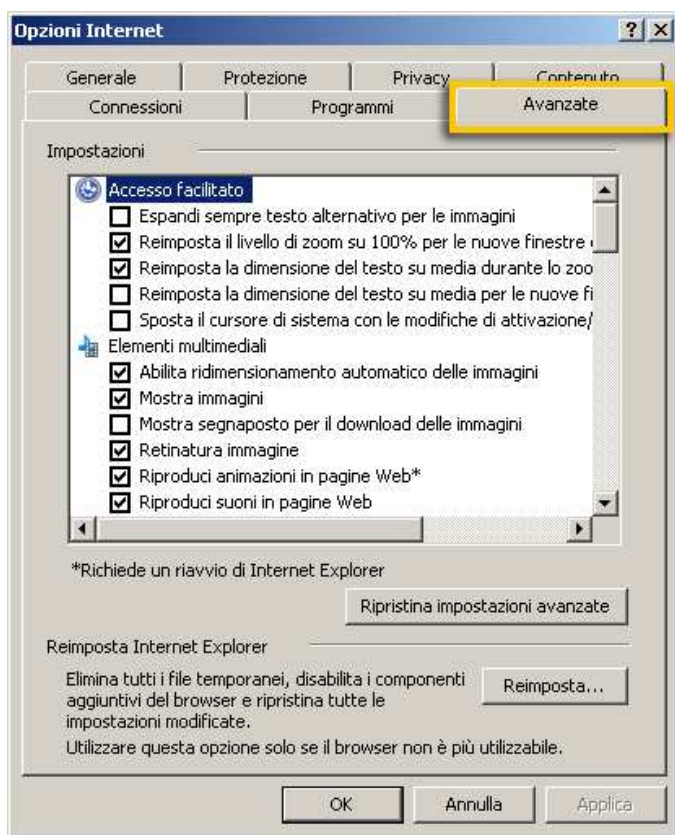 Opzioni Internet
Generale Protezione Privacy Contenuto
Connessioni Programmi Avanzate
Impostazioni
Accesso facilitato
Espandi sempre testo alternativo per le immagini
Reimposta il livello di zoom su 100% per le nuove finestre
Reimposta la dimensione del testo su media durante lo zoo
Reimposta la dimensione del testo su media per le nuove fi
Sposta il cursore di sistema con le modifiche di attivazione/
Elementi multimediali
Abilita ridimensionamento automatico delle immagini
Mostra immagini
Mostra segnaposto per il download delle immagini
Retinatura immagine
Riproduci animazioni in pagine Web*
Riproduci suoni in pagine Web
*Richiede un riavvio di Internet Explorer
Ripristina impostazioni avanzate
Reimposta Internet Explorer
Elimina tutti i file temporanei, disabilita i componenti
aggiuntivi del browser e ripristina tutte le
impostazioni modificate.
Reimposta...
Utilizzare questa opzione solo se il browser non è più utilizzabile.
OK Annulla Applica